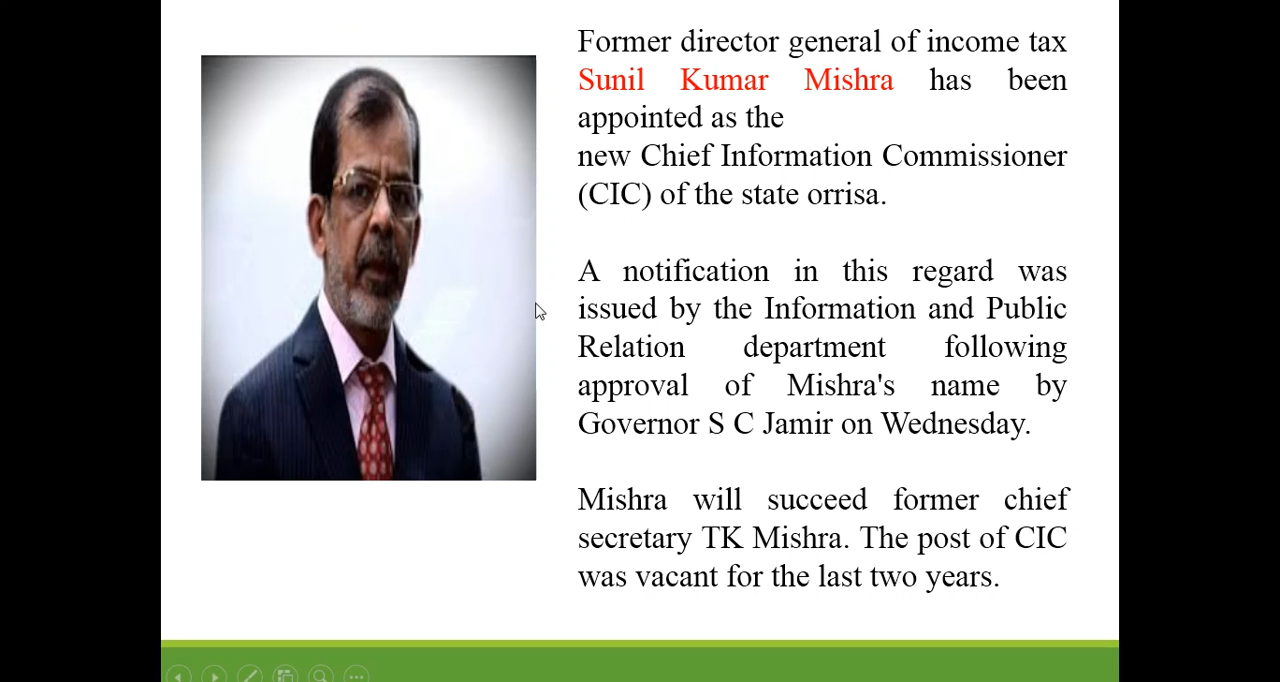 Former director general of income tax
Sunil Kumar Mishra has been
appointed as the
new Chief Information Commissioner
(CIC) of the state orrisa.
A notification in this regard was
issued by the Information and Public
Relation department following
approval of Mishra's name by
Governor S C Jamir on Wednesday.
Mishra will succeed former chief
secretary TK Mishra. The post of CIC
was vacant for the last two years.